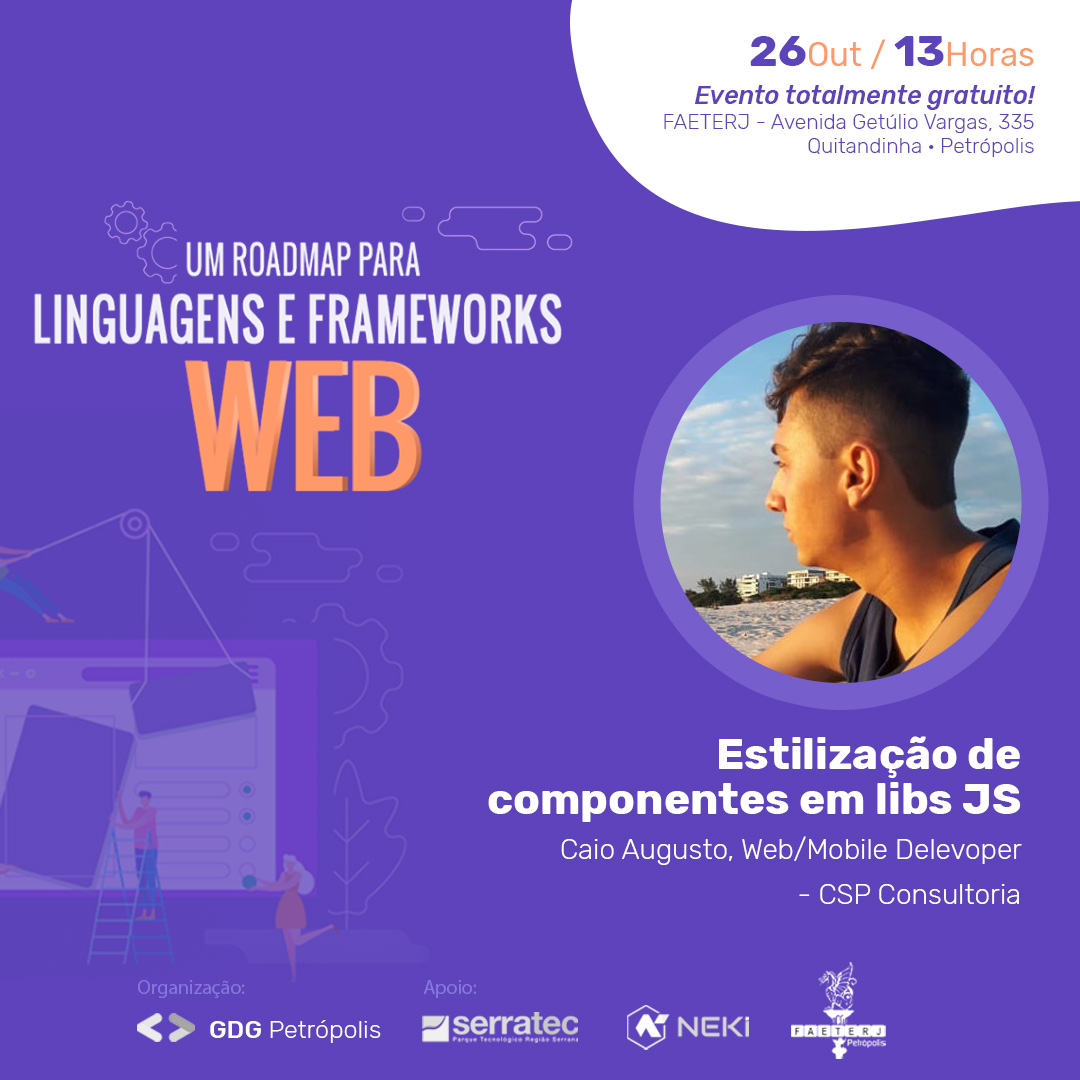 26Out / 13Horas
Evento totalmente gratuito!
FAETERJ - Avenida Getúlio Vargas, 335
Quitandinha • Petrópolis
UM ROADMAP PARA
LINGUAGENS E FRAMEWORKS
WEB
Estilização de
componentes em libs JS
Caio Augusto, Web/Mobile Delevoper
- CSP Consultoria
Organização:
GDG Petrópolis
Apoio:
serratec
Parque Tecnológico Região Serrana
NEKI
FAETERJ
Petrópolis